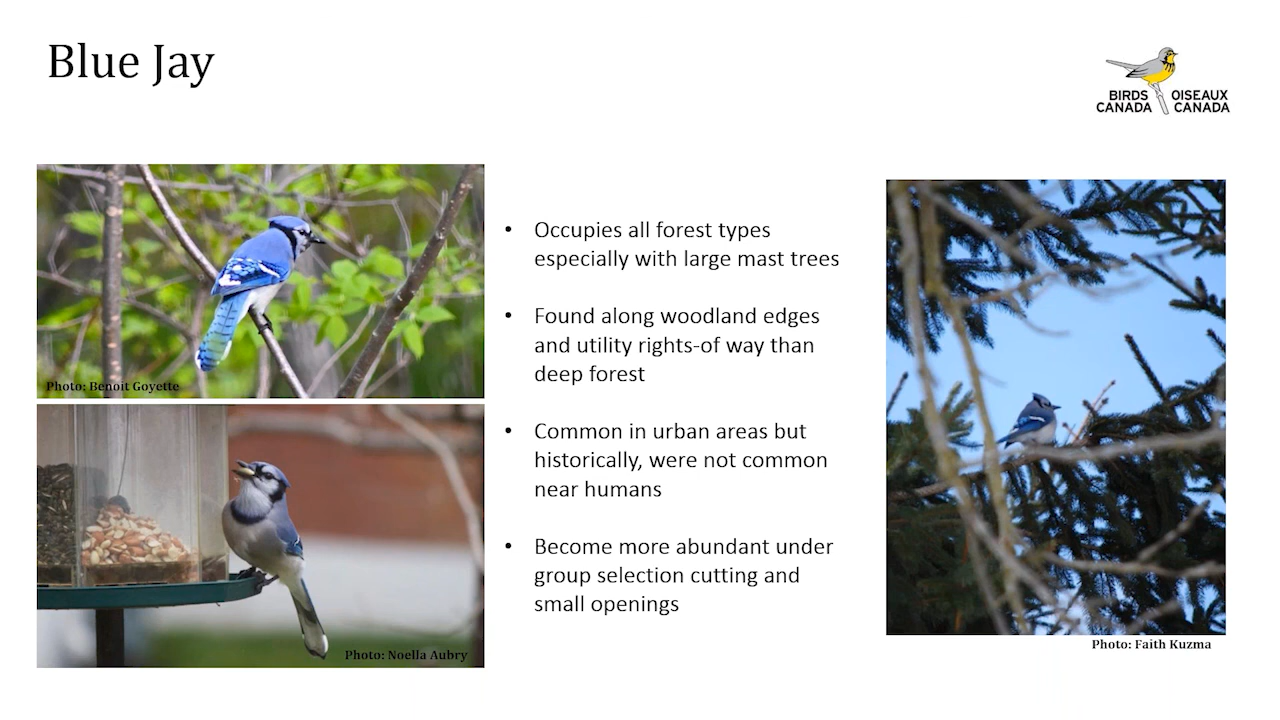 Blue Jay
BIRDS OISEAUX
CANADA CANADA
• Occupies all forest types
especially with large mast trees
• Found along woodland edges
and utility rights-of way than
deep forest
• Common in urban areas but
historically, were not common
near humans
• Become more abundant under
group selection cutting and
small openings
Photo: Benoit Goyette
Photo: Noella Aubry
Photo: Faith Kuzma